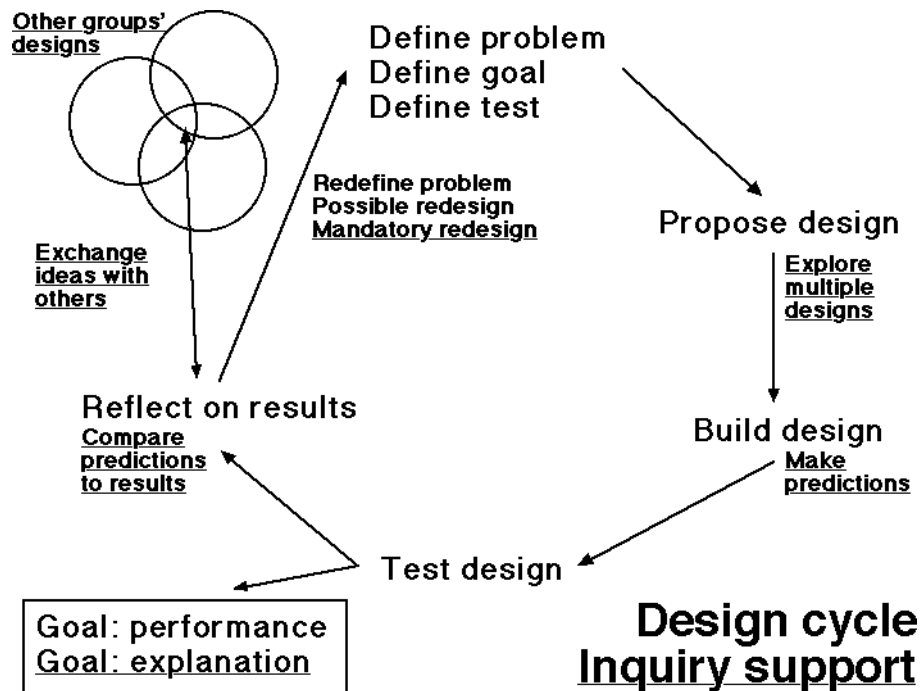 Other groups'
designs
Define problem
Define goal
Define test
Redefine problem
Possible redesign
Mandatory redesign
Propose design
Exchange
ideas with
others
Explore
multiple
designs
Reflect on results
Compare
predictions
to results
Build design
Make
predictions
Test design
Goal: performance
Goal: explanation
Design cycle
Inquiry support